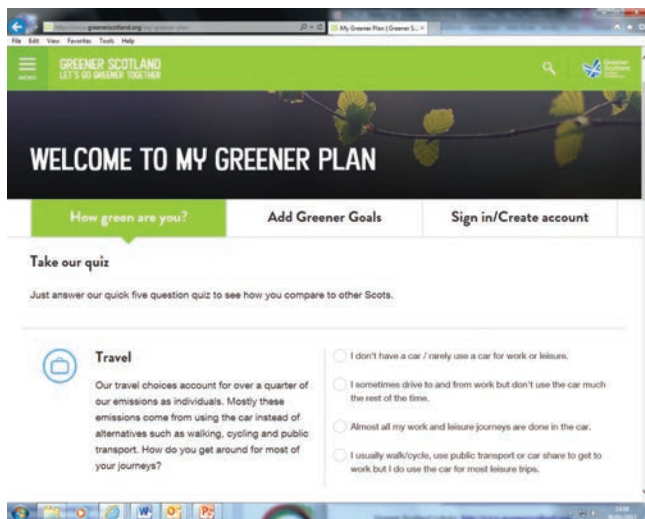 greenerscotland.org/my-greener-plan/
My Greener Plan | Greener S...
File Edit View Favorites Tools Help
MENU
GREENER SCOTLAND
LET'S GO GREENER TOGETHER
Greener
Scotland
WELCOME TO MY GREENER PLAN
How green are you?
Add Greener Goals
Sign in/Create account
Take our quiz
Just answer our quick five question quiz to see how you compare to other Scots.
Travel
Our travel choices account for over a quarter of
our emissions as individuals. Mostly these
emissions come from using the car instead of
alternatives such as walking, cycling and public
transport. How do you get around for most of
your journeys?
I don't have a car / rarely use a car for work or leisure.
I sometimes drive to and from work but don't use the car much
the rest of the time.
Almost all my work and leisure journeys are done in the car.
I usually walk/cycle, use public transport or car share to get to
work but I do use the car for most leisure trips.